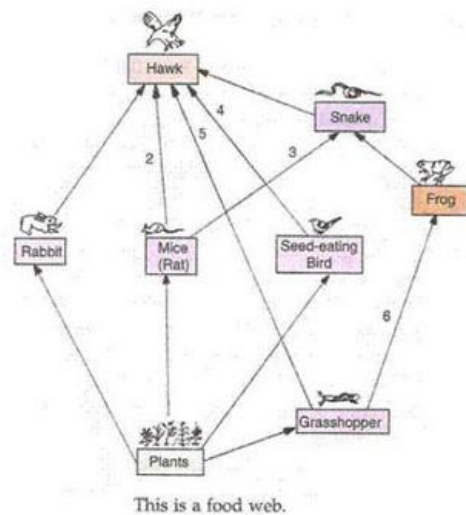 Hawk
4
5
Snake
2
3
Frog
Rabbit
Mice
(Rat)
Seed-eating
Bird
6
Grasshopper
Plants
This is a food web.